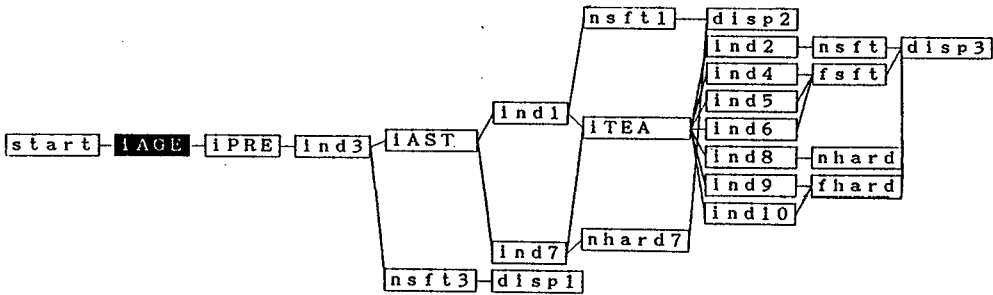 nsft1 disp2
ind2 nsft disp3
ind4 fsft
ind5
ind1
iTEA ind6
start iAGE iPRE ind3 iAST
ind8 nhard
ind9 fhard
ind10
ind7 nhard7
nsft3 disp1